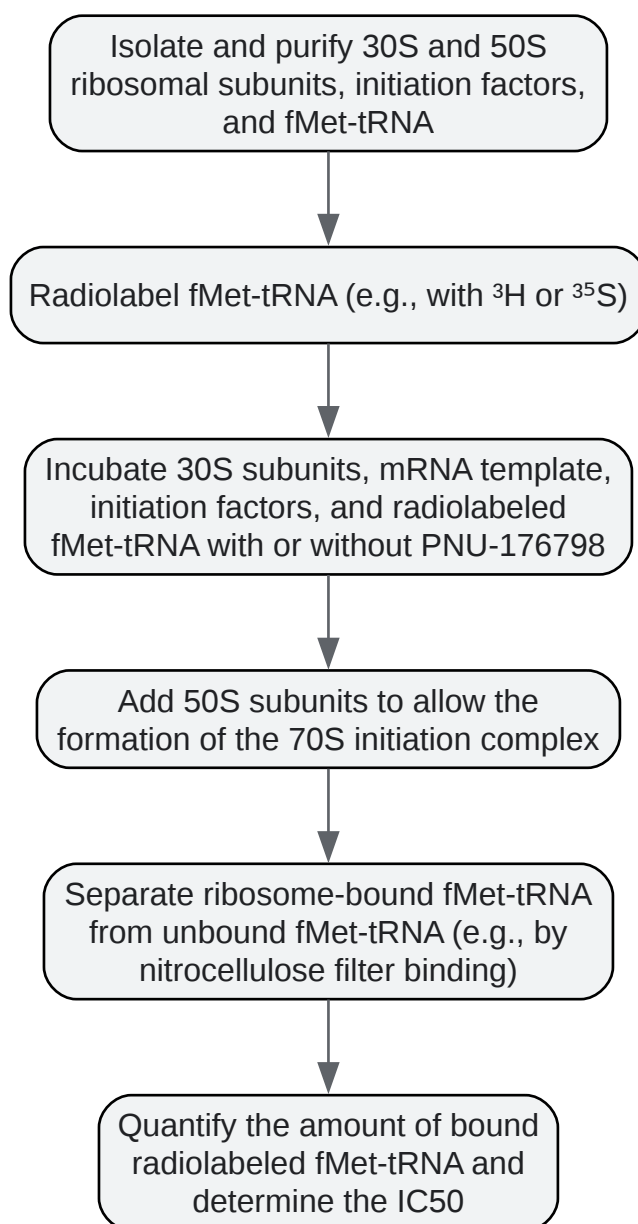 Isolate and purify 30S and 50S
ribosomal subunits, initiation factors,
and fMet-tRNA
Radiolabel fMet-tRNA (e.g., with ³H or ³⁵S)
Incubate 30S subunits, mRNA template,
initiation factors, and radiolabeled
fMet-tRNA with or without PNU-176798
Add 50S subunits to allow the
formation of the 70S initiation complex
Separate ribosome-bound fMet-tRNA
from unbound fMet-tRNA (e.g., by
nitrocellulose filter binding)
Quantify the amount of bound
radiolabeled fMet-tRNA and
determine the IC50